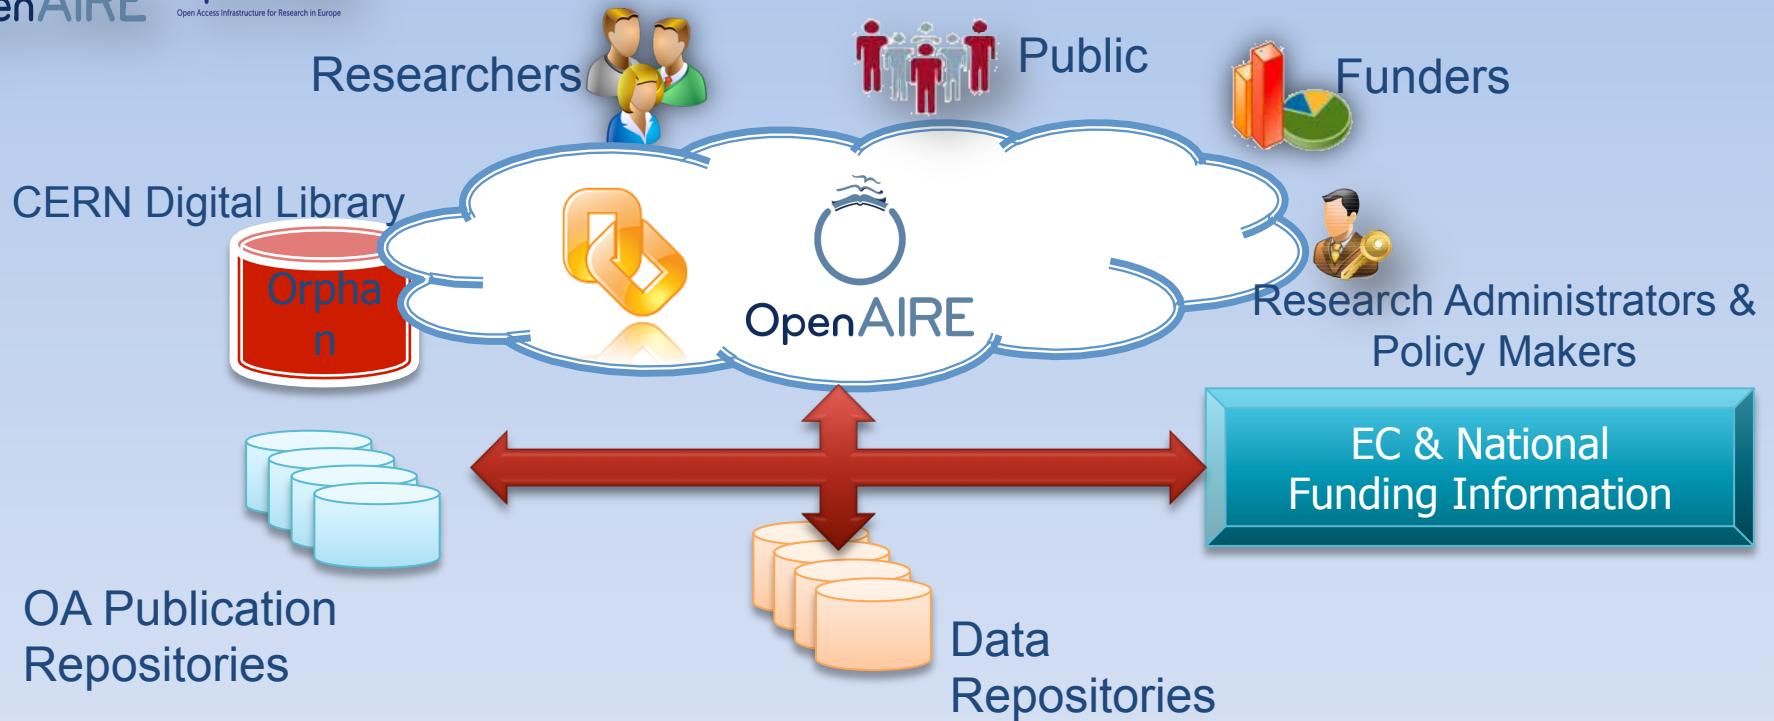 enAIRE
Open Access Infrastructure for Research in Europe
Researchers
Public
Funders
CERN Digital Library
Orpha
n
OpenAIRE
Research Administrators &
Policy Makers
EC & National
Funding Information
OA Publication
Repositories
Data
Repositories